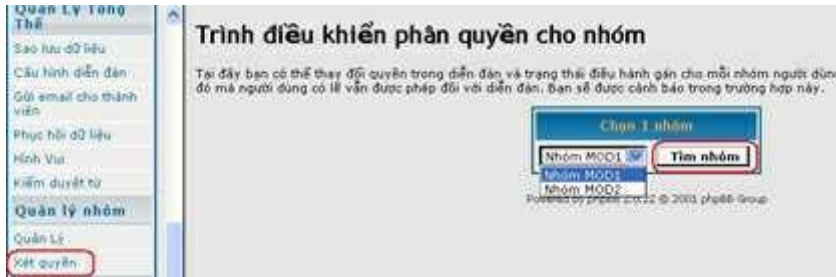 Quản Lý Tổng
Thể
Sao lưu dữ liệu
Cấu hình diễn đàn
Gửi email cho thành
viên
Phục hồi dữ liệu
Hình Vui
Kiểm duyệt từ
Quản lý nhóm
Quản Lý
Xét quyền
Trình điều khiển phân quyền cho nhóm
Tại đây bạn có thể thay đổi quyền trong diễn đàn và trạng thái điều hành gán cho mỗi nhóm người dùng
đó mà người dùng có lẽ vẫn được phép đối với diễn đàn. Bạn sẽ được cảnh báo trong trường hợp này.
Chọn 1 nhóm
Nhóm MOD1 Tìm nhóm
Nhóm MOD1
Nhóm MOD2
Powered by phpBB 2.0.22 © 2001 phpBB Group